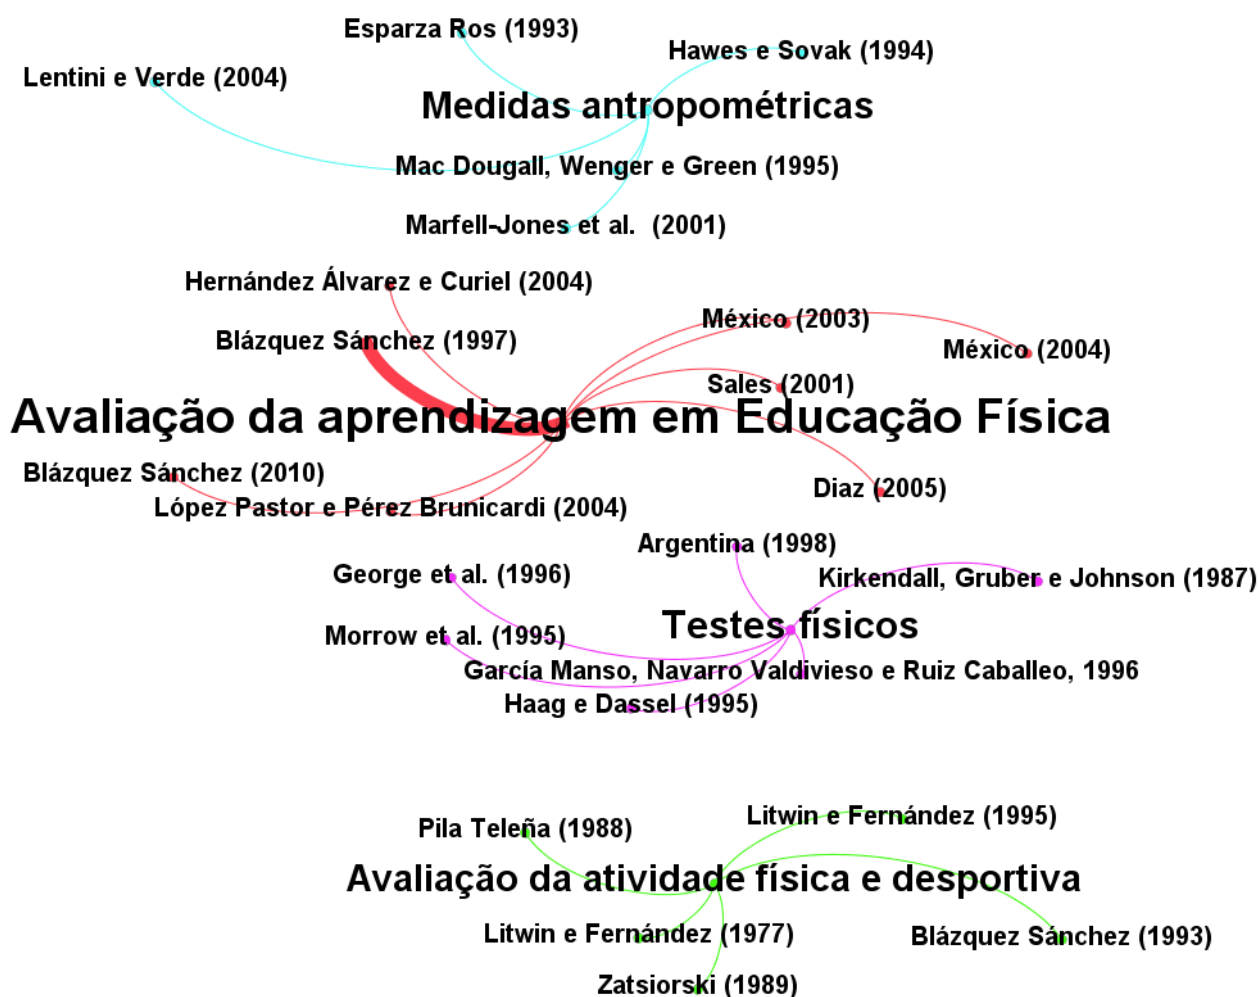 Esparza Ros (1993)
Hawes e Sovak (1994)
Lentini e Verde (2004)
Medidas antropométricas
Mac Dougall, Wenger e Green (1995)
Marfell-Jones et al. (2001)
Hernández Álvarez e Curiel (2004)
México (2003)
Blázquez Sánchez (1997)
México (2004)
Sales (2001)
Avaliação da aprendizagem em Educação Física
Blázquez Sánchez (2010)
Diaz (2005)
López Pastor e Pérez Brunicardi (2004)
Argentina (1998)
George et al. (1996)
Kirkendall, Gruber e Johnson (1987)
Testes físicos
Morrow et al. (1995)
García Manso, Navarro Valdivieso e Ruiz Caballeo, 1996
Haag e Dassel (1995)
Litwin e Fernández (1995)
Pila Teleña (1988)
Avaliação da atividade física e desportiva
Litwin e Fernández (1977)
Blázquez Sánchez (1993)
Zatsiorski (1989)